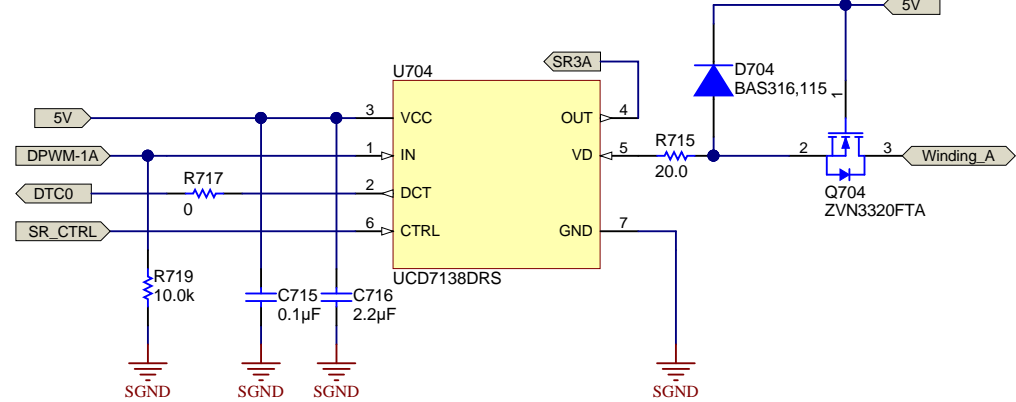 5V
SR3A
U704
D704
BAS316,115
5V
3
VCC
OUT
4
1
DPWM-1A
1
IN
VD
5
R715
20.0
2
3
Winding_A
R717
DTC0
0
2
DCT
Q704
ZVN3320FTA
SR_CTRL
6
CTRL
GND
7
UCD7138DRS
R719
10.0k
C715
0.1µF
C716
2.2µF
SGND
SGND
SGND
SGND